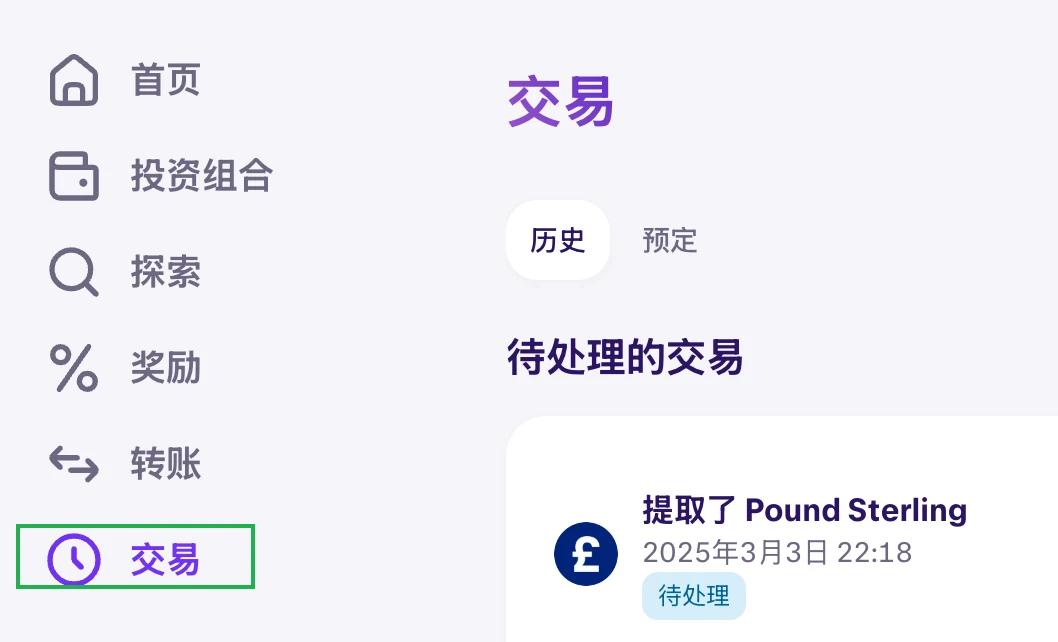 首页
投资组合
探索
奖励
转账
交易
交易
历史
预定
待处理的交易
£
提取了 Pound Sterling
2025年3月3日 22:18
待处理